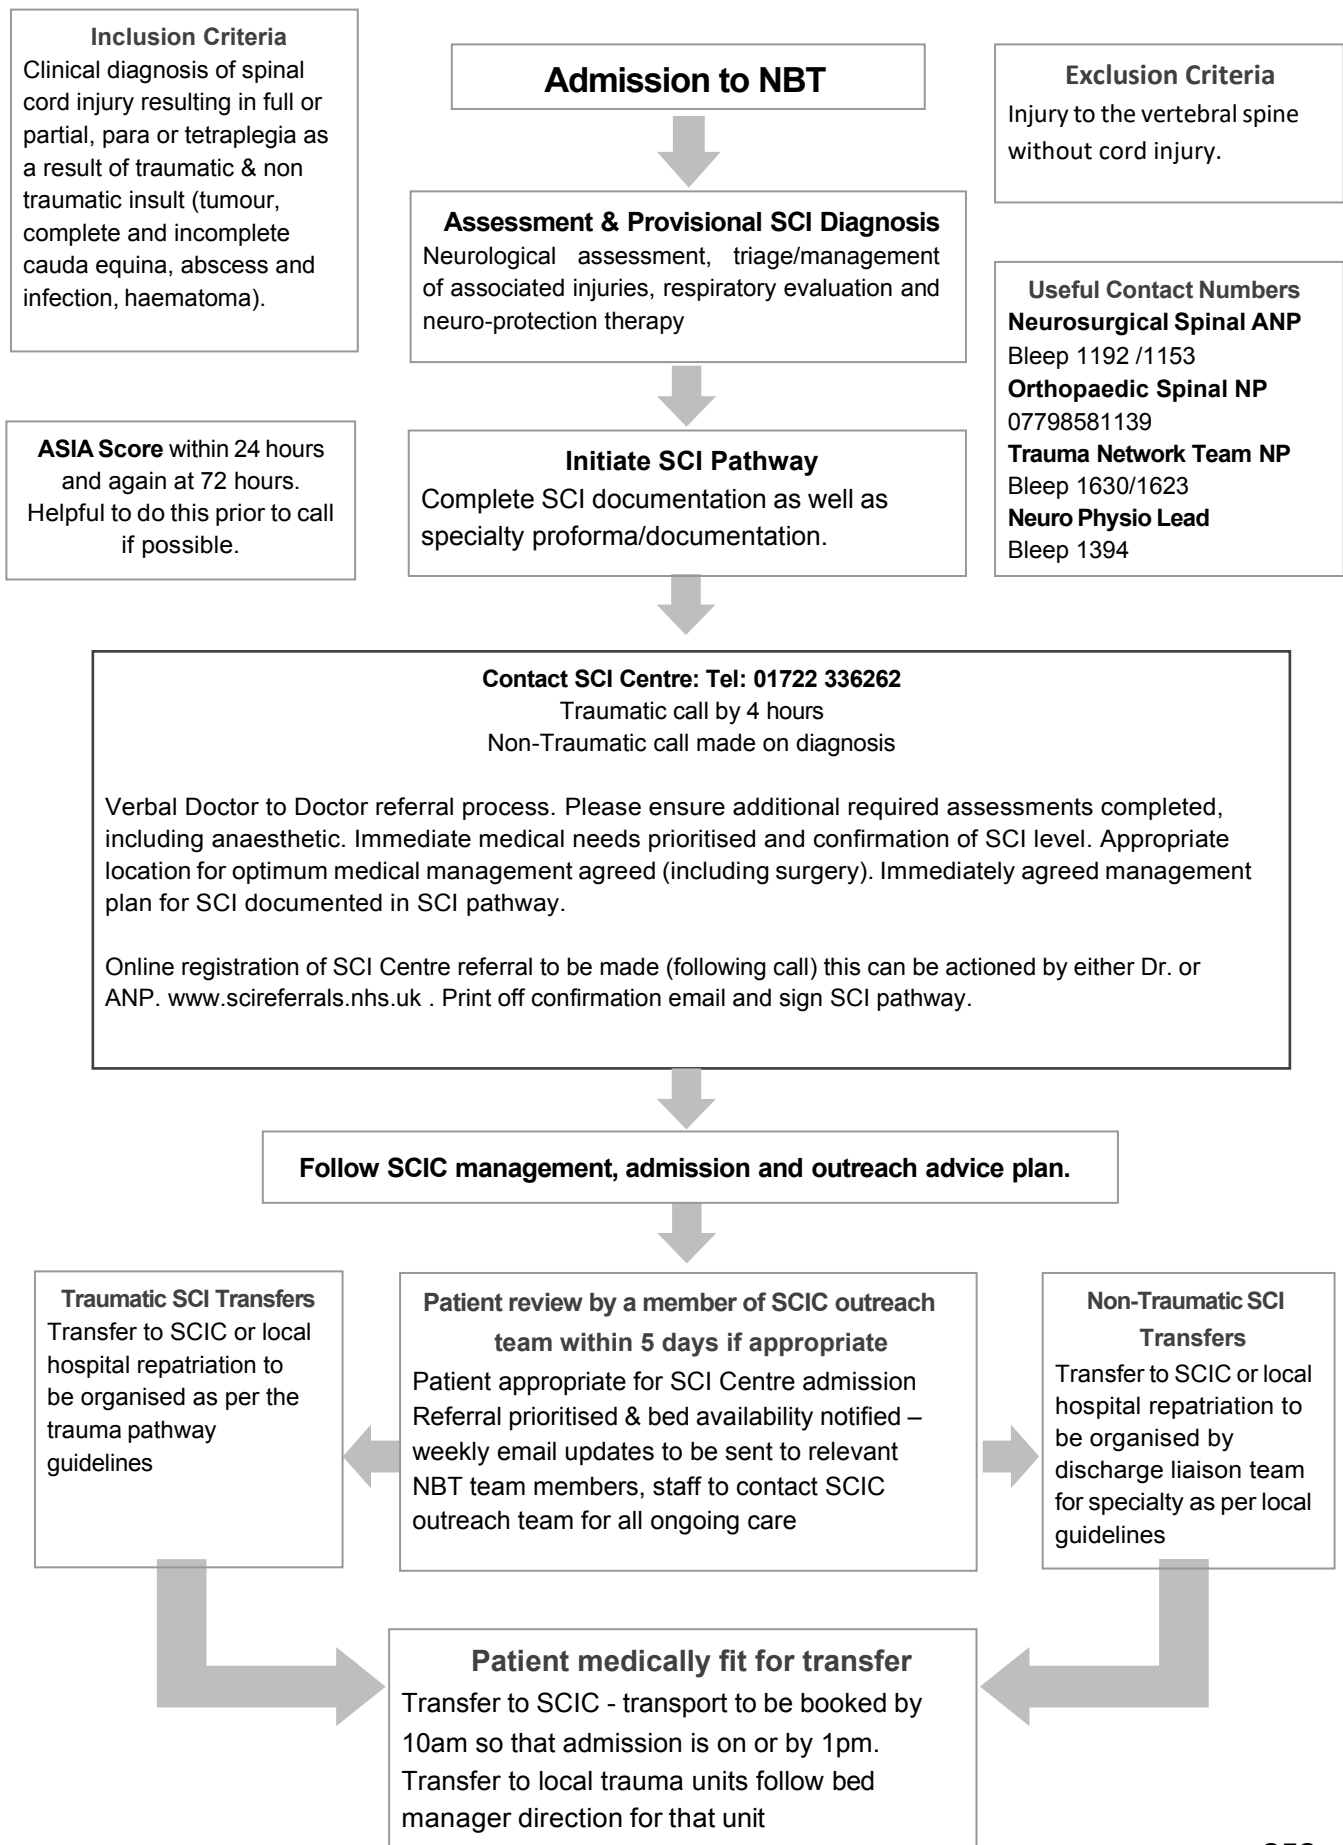 Inclusion Criteria
Clinical diagnosis of spinal
cord injury resulting in full or
partial, para or tetraplegia as
a result of traumatic & non
traumatic insult (tumour,
complete and incomplete
cauda equina, abscess and
infection, haematoma).
Admission to NBT
Exclusion Criteria
Injury to the vertebral spine
without cord injury.
Assessment & Provisional SCI Diagnosis
Neurological assessment, triage/management
of associated injuries, respiratory evaluation and
neuro-protection therapy
Useful Contact Numbers
Neurosurgical Spinal ANP
Bleep 1192 /1153
Orthopaedic Spinal NP
07798581139
Trauma Network Team NP
Bleep 1630/1623
Neuro Physio Lead
Bleep 1394
ASIA Score within 24 hours
and again at 72 hours.
Helpful to do this prior to call
if possible.
Initiate SCI Pathway
Complete SCI documentation as well as
specialty proforma/documentation.
Contact SCI Centre: Tel: 01722 336262
Traumatic call by 4 hours
Non-Traumatic call made on diagnosis
Verbal Doctor to Doctor referral process. Please ensure additional required assessments completed,
including anaesthetic. Immediate medical needs prioritised and confirmation of SCI level. Appropriate
location for optimum medical management agreed (including surgery). Immediately agreed management
plan for SCI documented in SCI pathway.
Online registration of SCI Centre referral to be made (following call) this can be actioned by either Dr. or
ANP. www.scireferrals.nhs.uk . Print off confirmation email and sign SCI pathway.
Follow SCIC management, admission and outreach advice plan.
Traumatic SCI Transfers
Transfer to SCIC or local
hospital repatriation to
be organised as per the
trauma pathway
guidelines
Patient review by a member of SCIC outreach
team within 5 days if appropriate
Patient appropriate for SCI Centre admission
Referral prioritised & bed availability notified –
weekly email updates to be sent to relevant
NBT team members, staff to contact SCIC
outreach team for all ongoing care
Non-Traumatic SCI
Transfers
Transfer to SCIC or local
hospital repatriation to
be organised by
discharge liaison team
for specialty as per local
guidelines
Patient medically fit for transfer
Transfer to SCIC - transport to be booked by
10am so that admission is on or by 1pm.
Transfer to local trauma units follow bed
manager direction for that unit